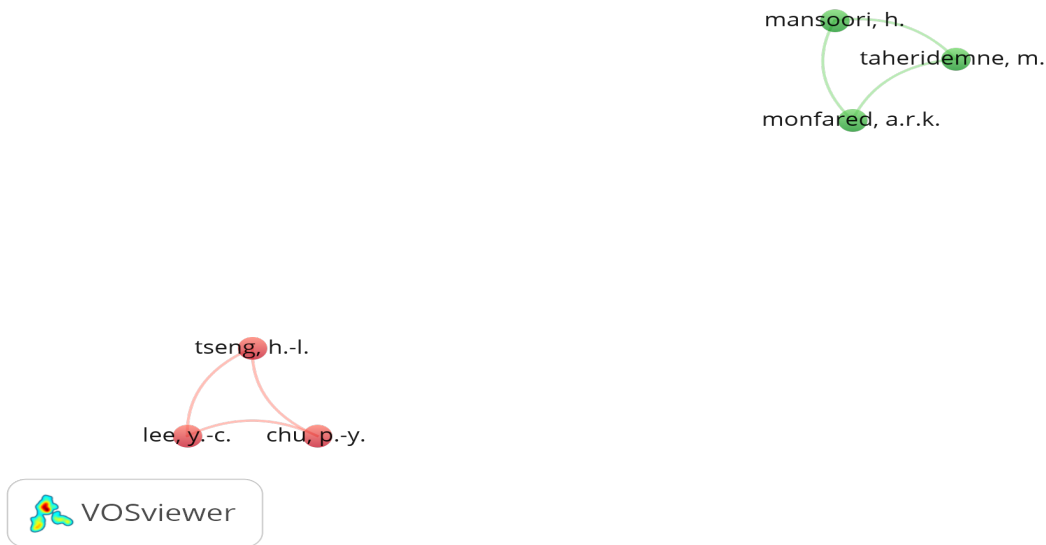 mansoori, h.
taheridemne, m.
monfared, a.r.k.
tseng, h.-l.
lee, y.-c.
chu, p.-y.
VOSviewer